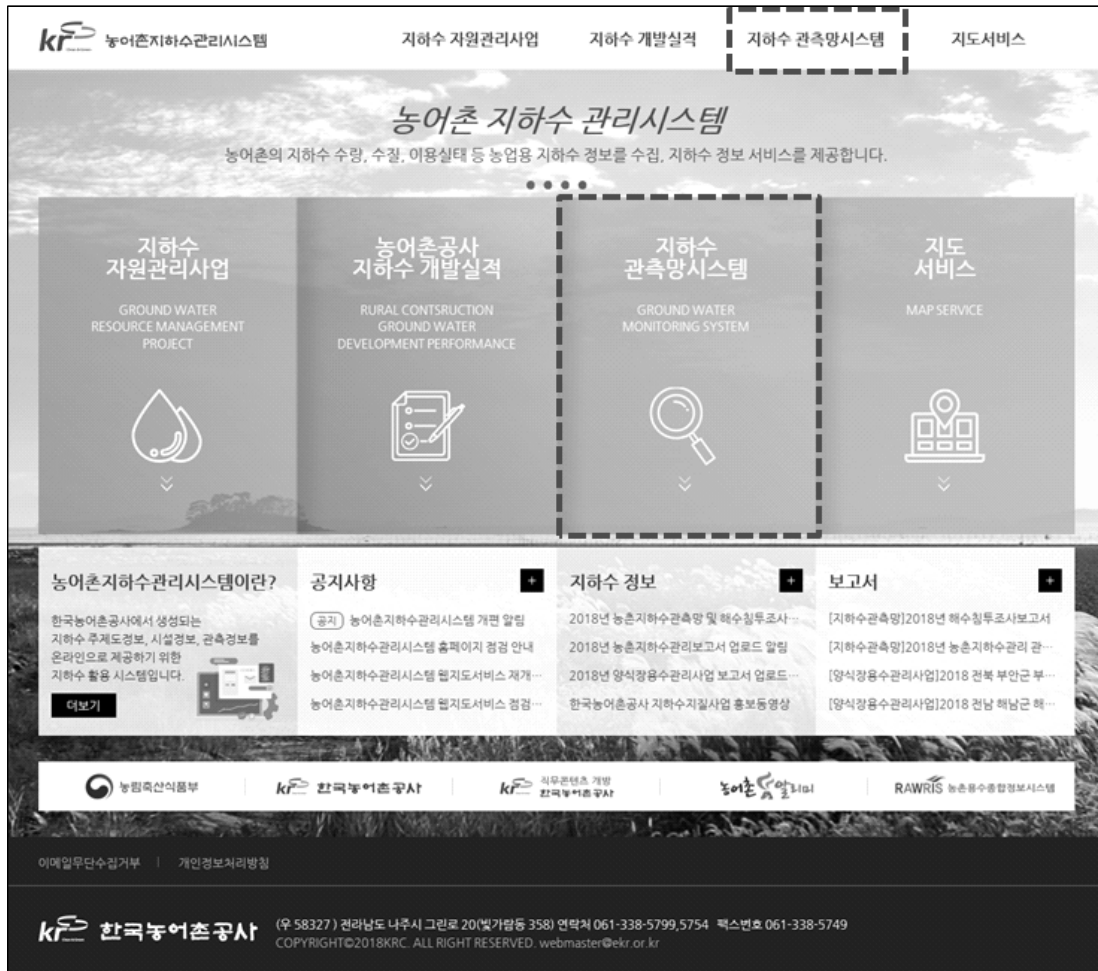 kr 농어촌지하수관리시스템
지하수 자원관리사업 지하수 개발실적 지하수 관측망시스템 지도서비스
농어촌 지하수 관리시스템
농어촌의 지하수 수량, 수질, 이용실태 등 농업용 지하수 정보를 수집, 지하수 정보 서비스를 제공합니다.
지하수
자원관리사업
GROUND WATER
RESOURCE MANAGEMENT
PROJECT
농어촌공사
지하수 개발실적
RURAL CONTSRUCTION
GROUND WATER
DEVELOPMENT PERFORMANCE
지하수
관측망시스템
GROUND WATER
MONITORING SYSTEM
지도
서비스
MAP SERVICE
농어촌지하수관리시스템이란?
한국농어촌공사에서 생성되는
지하수 주제도정보, 시설정보, 관측정보를
온라인으로 제공하기 위한
지하수 활용 시스템입니다.
더보기
공지사항 +
공지 농어촌지하수관리시스템 개편 알림
농어촌지하수관리시스템 홈페이지 점검 안내
농어촌지하수관리시스템 웹지도서비스 재개…
농어촌지하수관리시스템 웹지도서비스 점검…
지하수 정보 +
2018년 농촌지하수관측망 및 해수침투조사…
2018년 농촌지하수관리보고서 업로드 알림
2018년 양식장용수관리사업 보고서 업로드…
한국농어촌공사 지하수지질사업 홍보동영상
보고서 +
[지하수관측망]2018년 해수침투조사보고서
[지하수관측망]2018년 농촌지하수관리 관…
[양식장용수관리사업]2018 전북 부안군 부…
[양식장용수관리사업]2018 전남 해남군 해…
농림축산식품부
kr 한국농어촌공사
kr 직무콘텐츠 개발
한국농어촌공사
농어촌 알리미
RAWRIS 농촌용수종합정보시스템
이메일무단수집거부 | 개인정보처리방침
kr 한국농어촌공사
(우 58327 ) 전라남도 나주시 그린로 20(빛가람동 358) 연락처 061-338-5799,5754 팩스번호 061-338-5749
COPYRIGHT©2018KRC. ALL RIGHT RESERVED. webmaster@ekr.or.kr